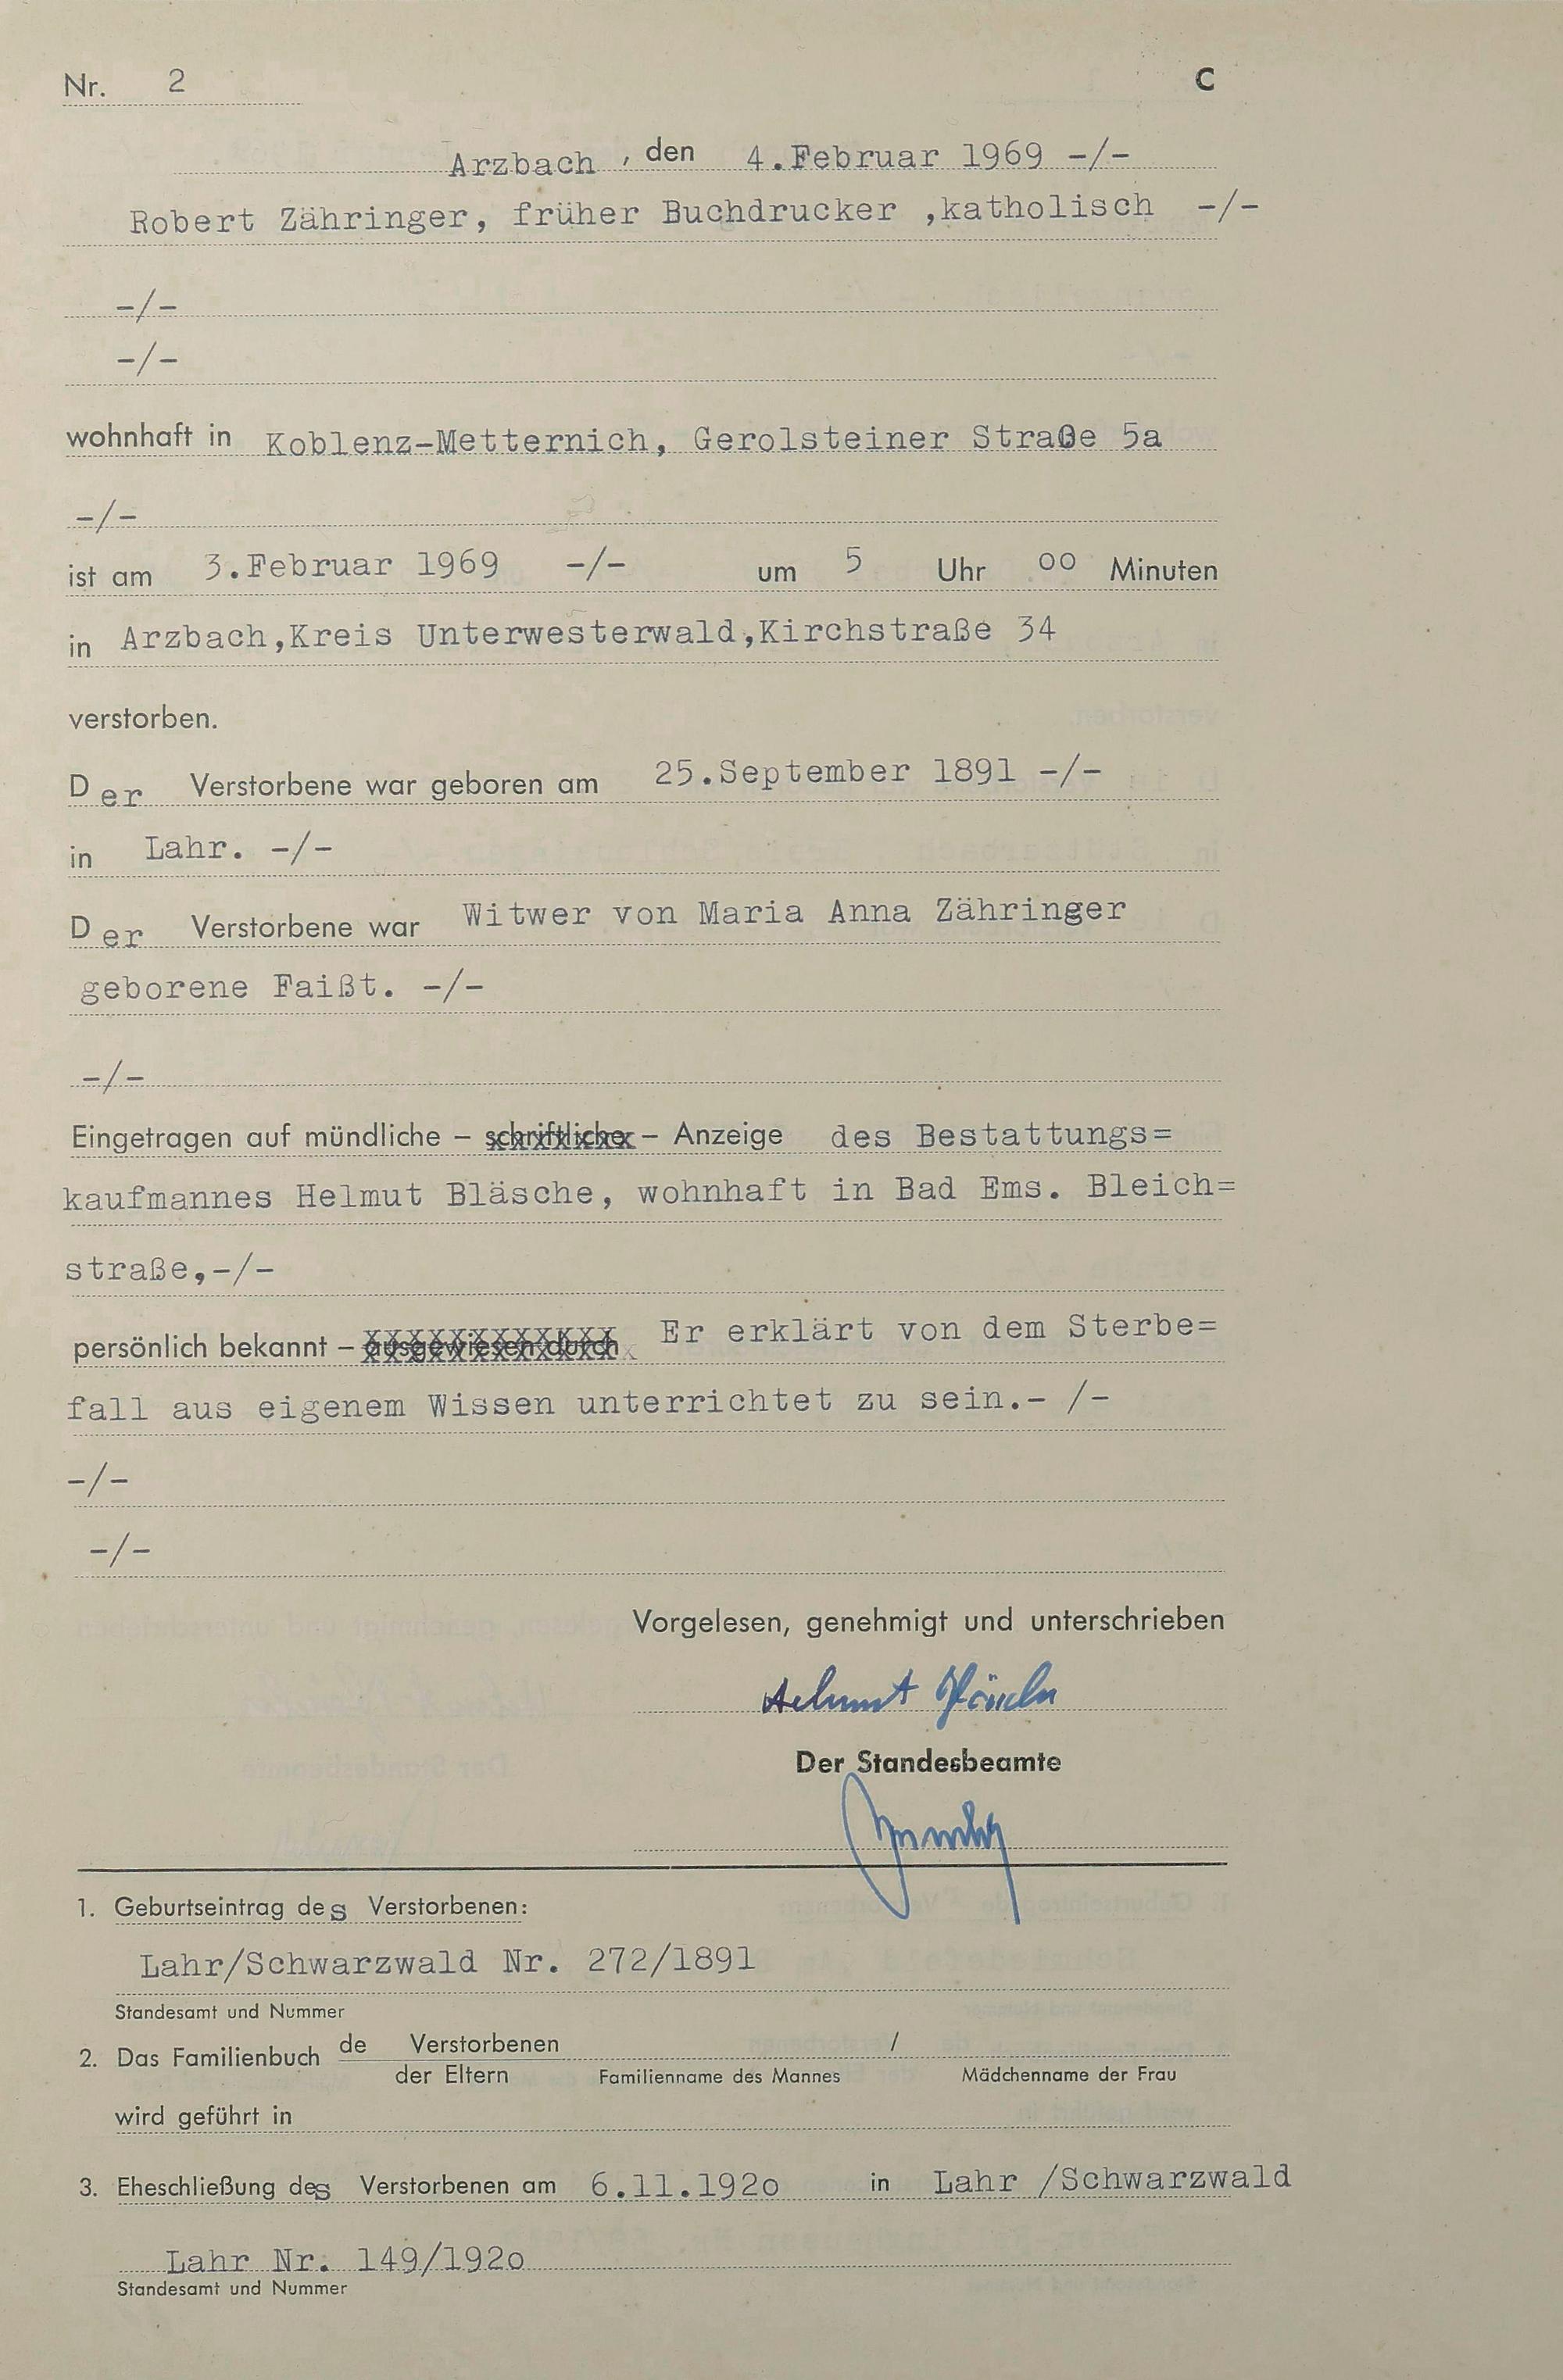 Nr. 2 C
Arzbach, den 4.Februar 1969 -/-
Robert Zähringer, früher Buchdrucker ,katholisch -/-
-/-
-/-
wohnhaft in Koblenz-Metternich, Gerolsteiner Straße 5a
-/-
ist am 3.Februar 1969 -/- um 5 Uhr oo Minuten
in Arzbach,Kreis Unterwesterwald,Kirchstraße 34
verstorben.
Der Verstorbene war geboren am 25.September 1891 -/-
in Lahr. -/-
Der Verstorbene war Witwer von Maria Anna Zähringer
geborene Faißt. -/-
-/-
Eingetragen auf mündliche – schriftliche – Anzeige des Bestattungs=
kaufmannes Helmut Bläsche, wohnhaft in Bad Ems. Bleich=
straße,-/-
persönlich bekannt – ausgewiesen durch Er erklärt von dem Sterbe=
fall aus eigenem Wissen unterrichtet zu sein.- /-
-/-
-/-
Vorgelesen, genehmigt und unterschrieben
Helmut Bläsche
Der Standesbeamte
1. Geburtseintrag des Verstorbenen:
Lahr/Schwarzwald Nr. 272/1891
Standesamt und Nummer
2. Das Familienbuch de Verstorbenen /
der Eltern Familienname des Mannes Mädchenname der Frau
wird geführt in
3. Eheschließung des Verstorbenen am 6.11.192o in Lahr /Schwarzwald
Lahr Nr. 149/192o
Standesamt und Nummer